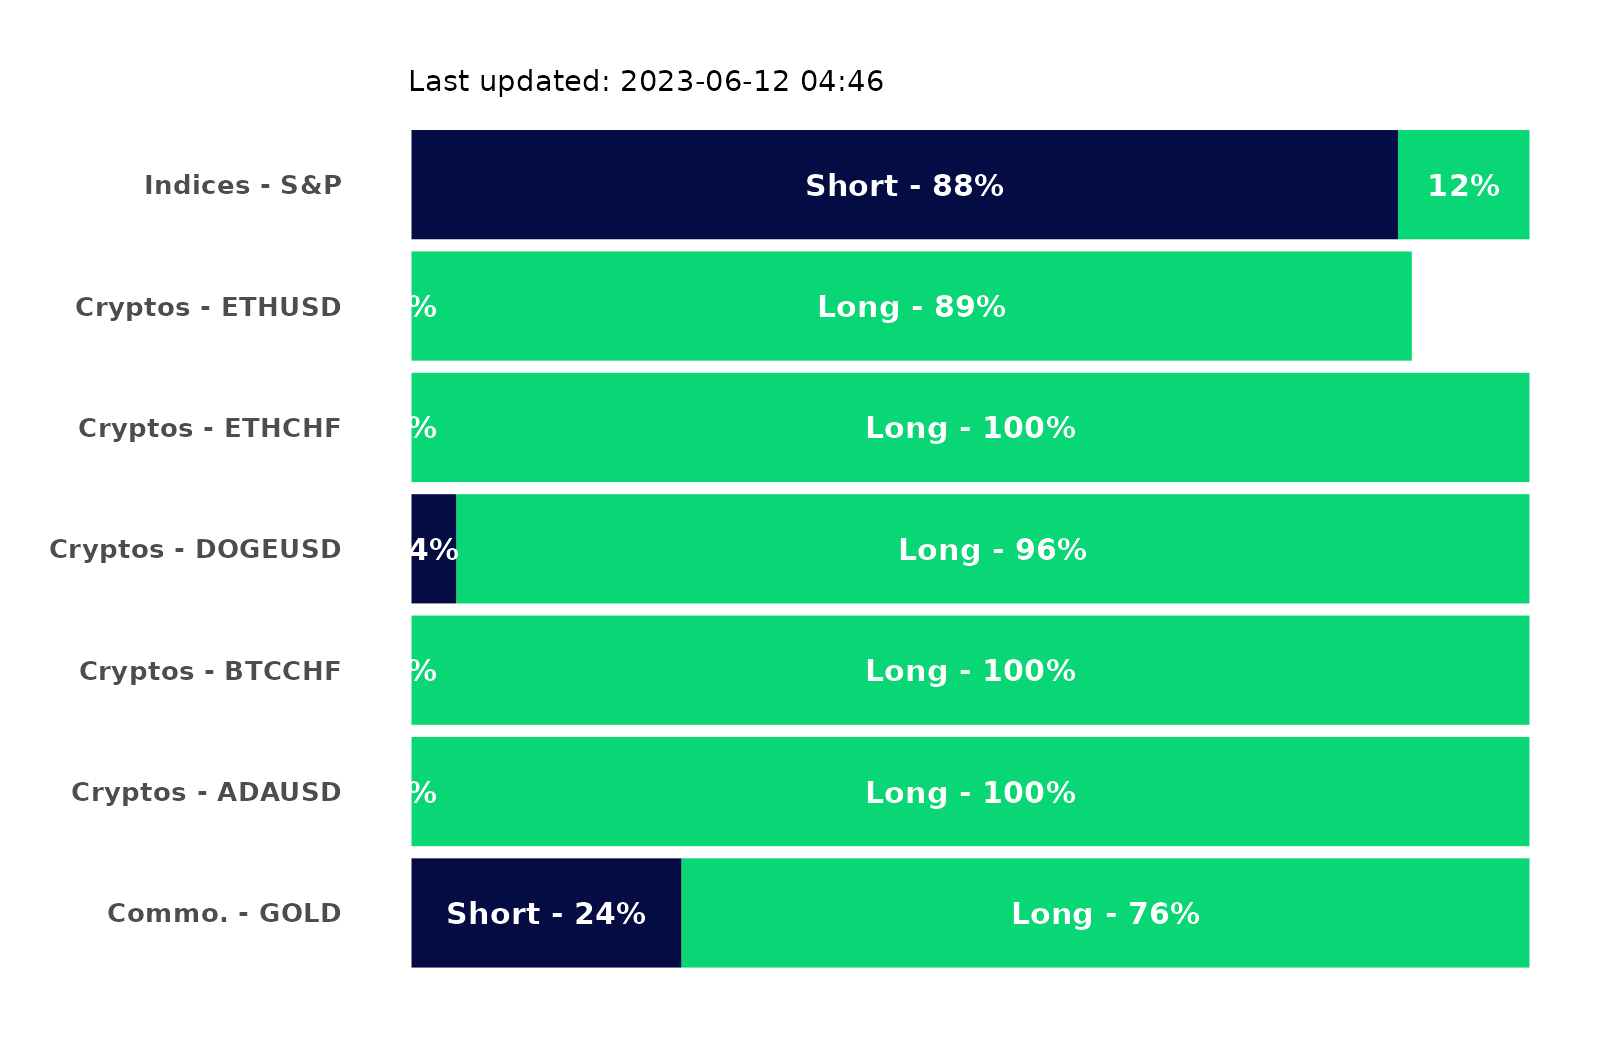 Last updated: 2023-06-12 04:46
Indices - S&P Short - 88% 12%
Cryptos - ETHUSD % Long - 89%
Cryptos - ETHCHF % Long - 100%
Cryptos - DOGEUSD 4% Long - 96%
Cryptos - BTCCHF % Long - 100%
Cryptos - ADAUSD % Long - 100%
Commo. - GOLD Short - 24% Long - 76%